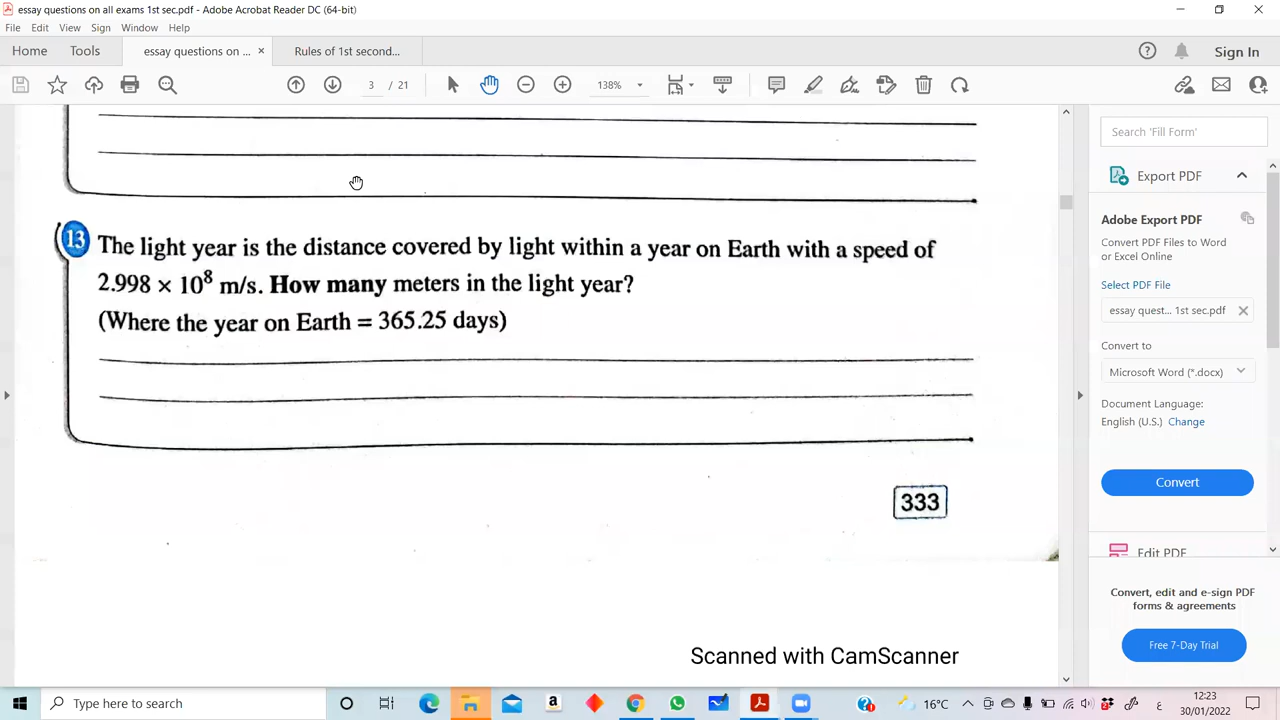 essay questions on all exams 1st sec.pdf - Adobe Acrobat Reader DC (64-bit)
File Edit View Sign Window Help
Home Tools essay questions on ... × Rules of 1st second... Sign In
3 / 21 138%
Search 'Fill Form'
Export PDF
Adobe Export PDF
Convert PDF Files to Word
or Excel Online
Select PDF File
essay quest... 1st sec.pdf
Convert to
Microsoft Word (*.docx)
Document Language:
English (U.S.) Change
Convert
Edit PDF
Convert, edit and e-sign PDF
forms & agreements
Free 7-Day Trial
13 The light year is the distance covered by light within a year on Earth with a speed of
2.998 × 10⁸ m/s. How many meters in the light year?
(Where the year on Earth = 365.25 days)
333
Scanned with CamScanner
Type here to search
16°C
ع
12:23
30/01/2022